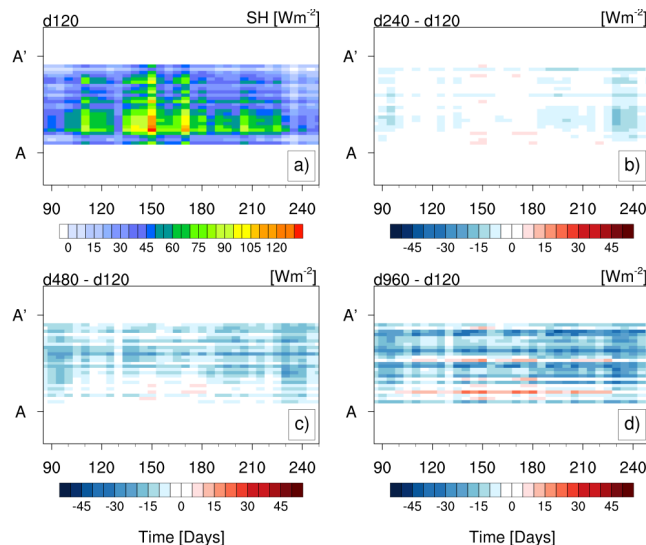 d120 SH [Wm-2]
A'
A
a)
90 120 150 180 210 240
0 15 30 45 60 75 90 105 120
d240 - d120
A'
A
b)
90 120 150 180 210 240
-45 -30 -15 0 15 30 45
d480 - d120 [Wm-2]
A'
A
c)
90 120 150 180 210 240
-45 -30 -15 0 15 30 45
Time [Days]
d960 - d120 [Wm-2]
A'
A
d)
90 120 150 180 210 240
-45 -30 -15 0 15 30 45
Time [Days]